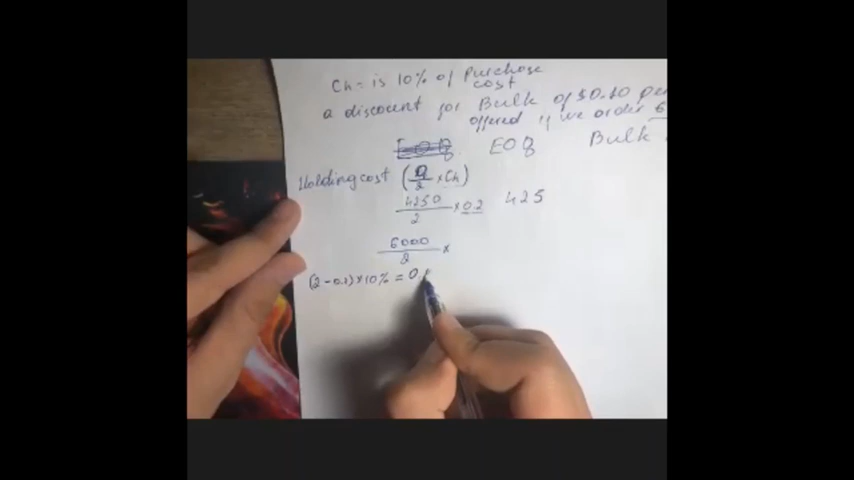 Ch = is 10% of Purchase cost
a discount for Bulk of $0.10 per
offered if we order 6
EOQ Bulk
Holding cost (Q/2 × Ch)
4250/2 × 0.2 425
6000/2 ×
(2-0.1)×10% = 0.